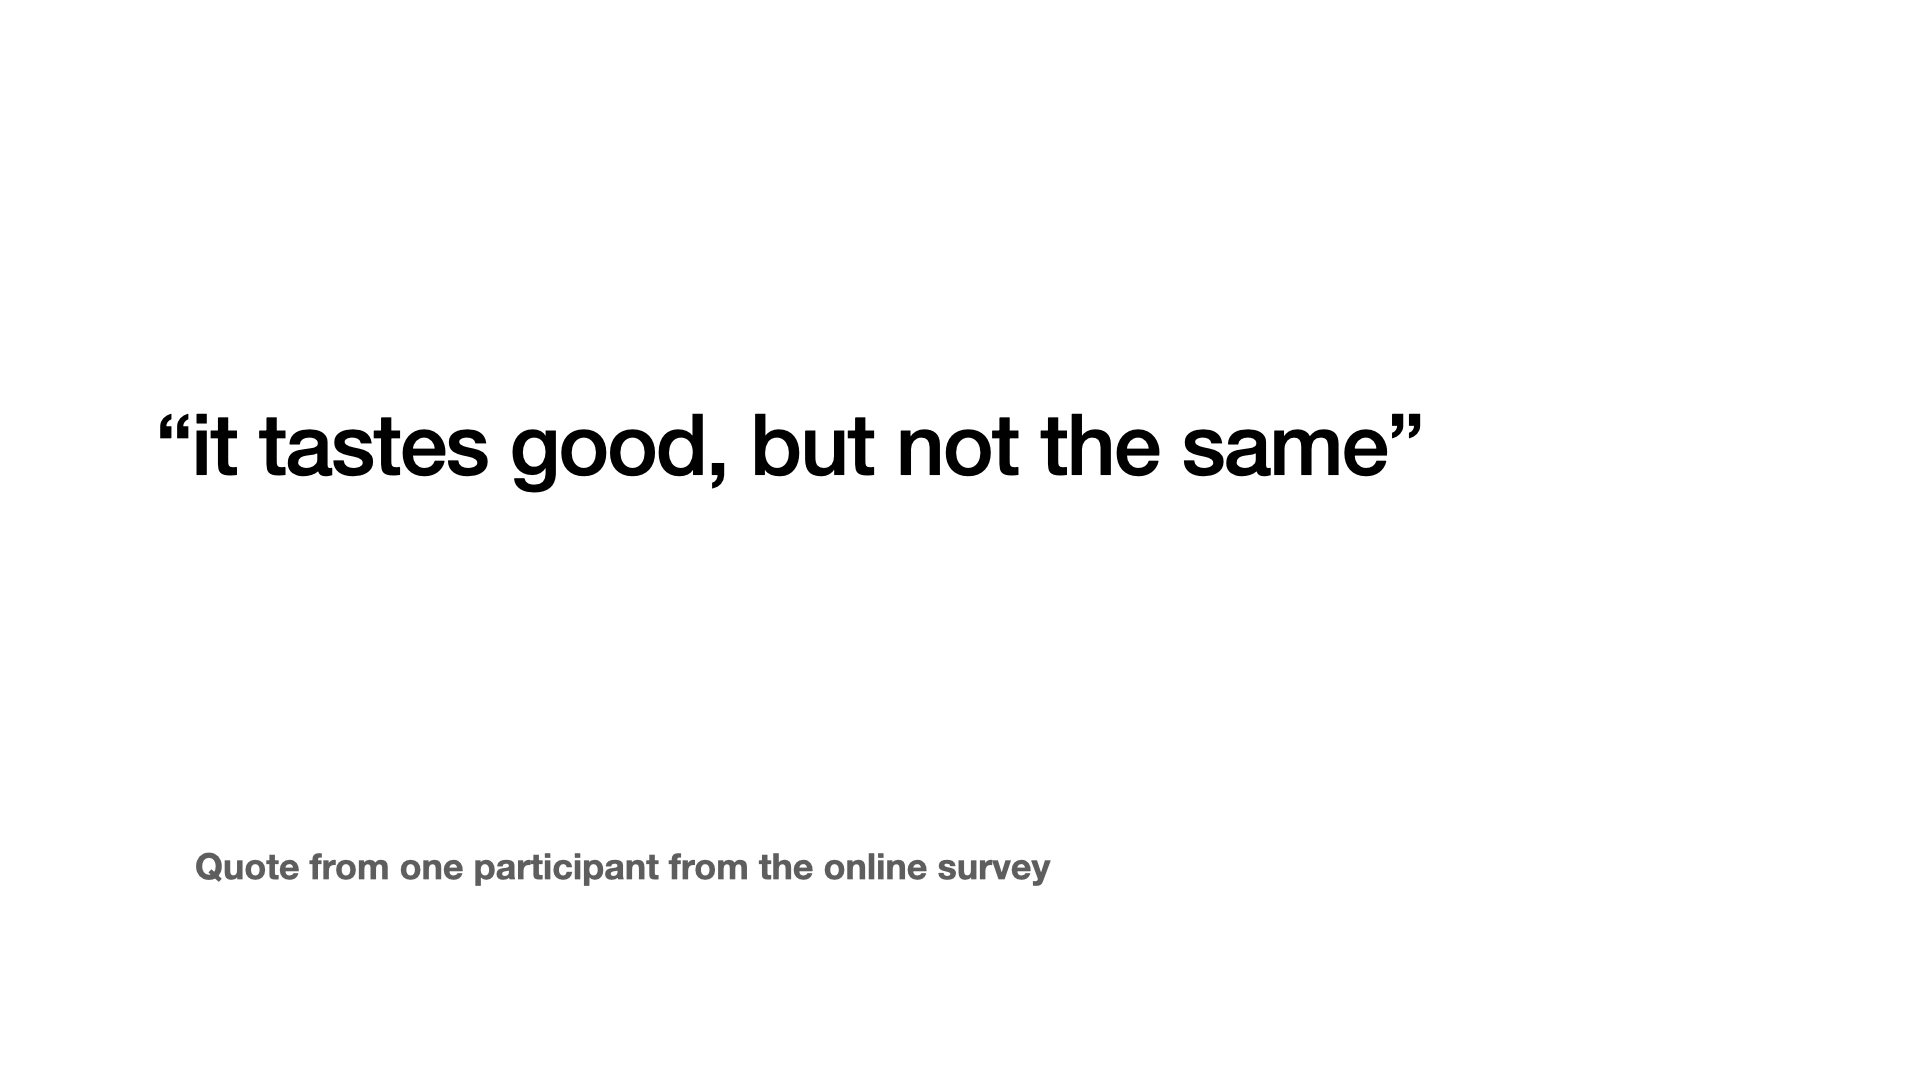 “it tastes good, but not the same”
Quote from one participant from the online survey